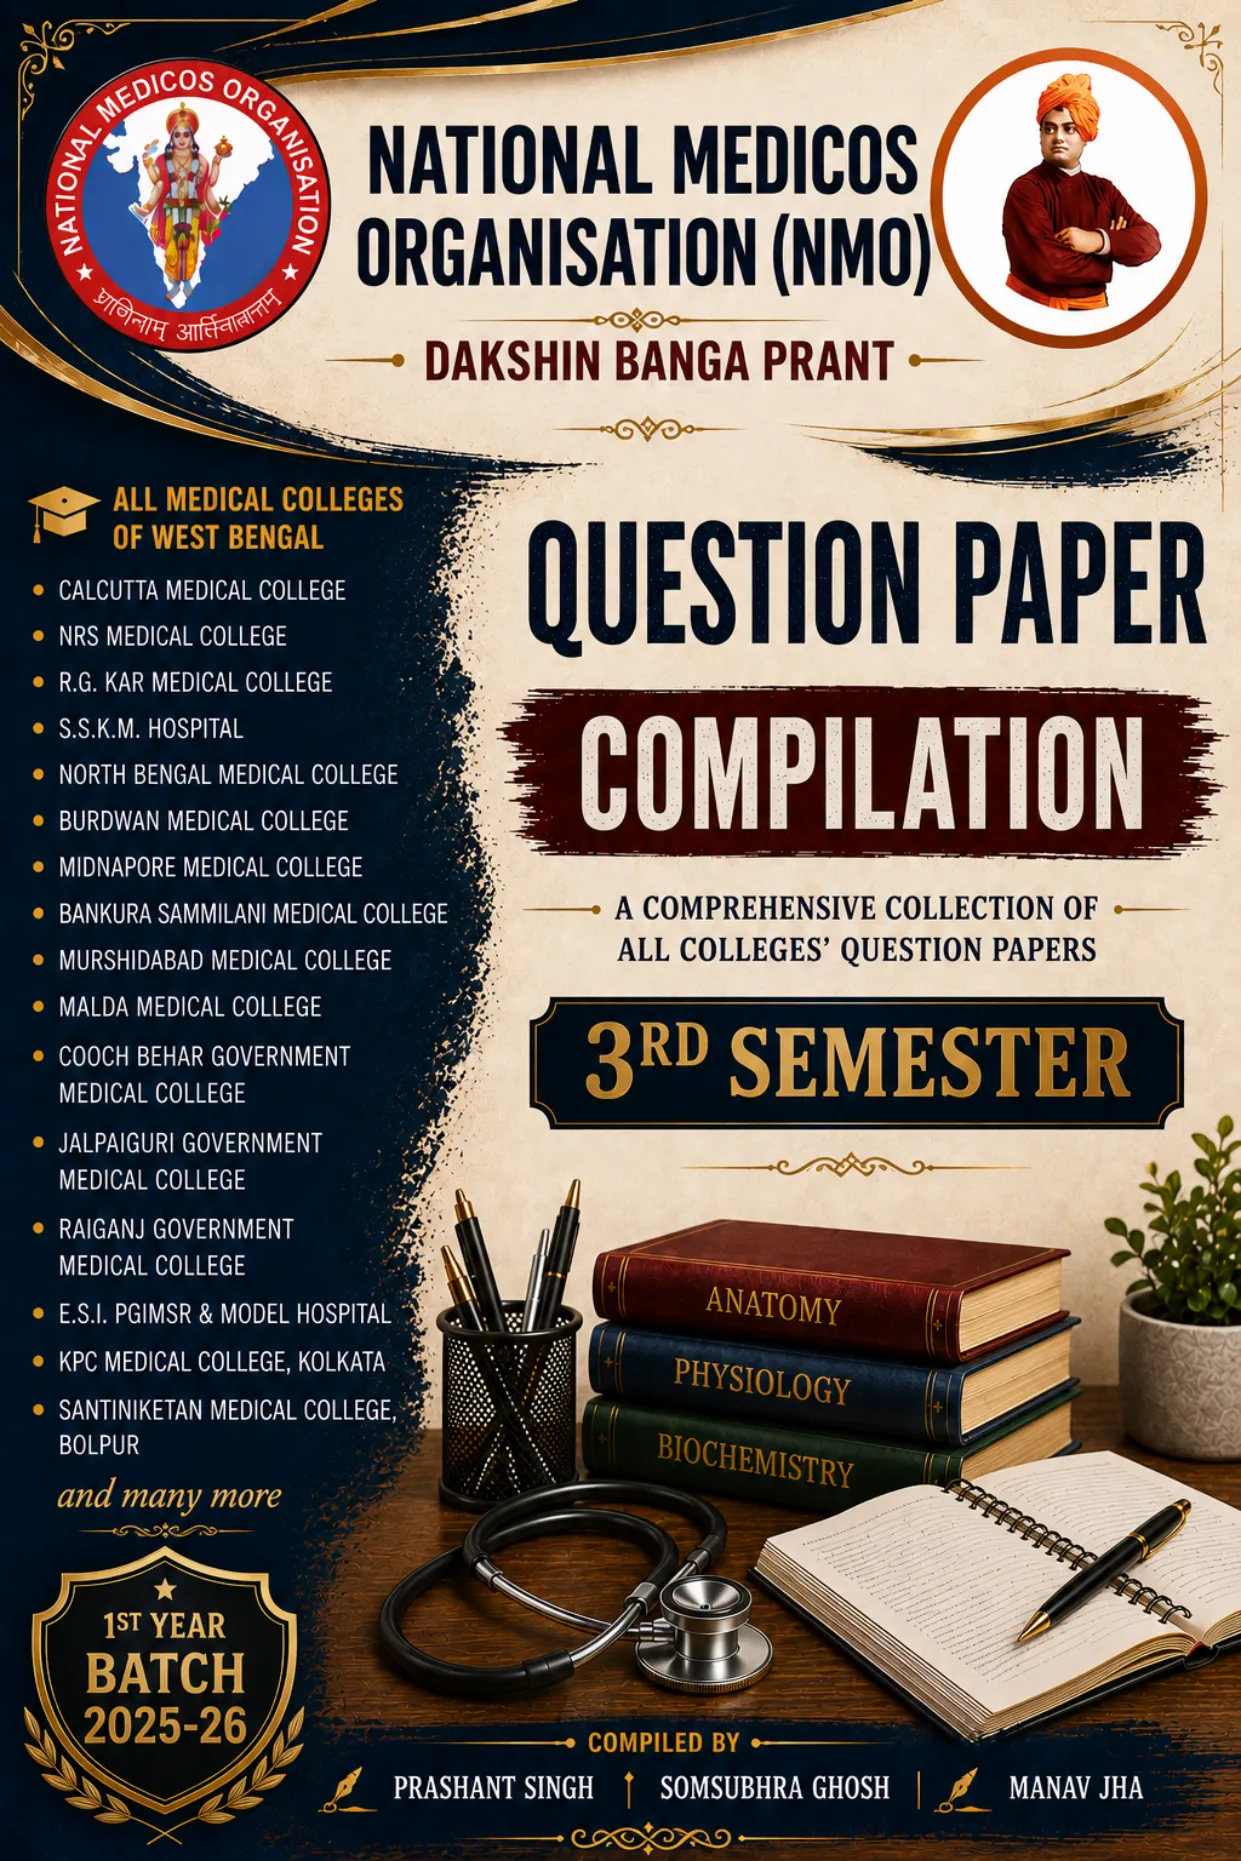 NATIONAL MEDICOS ORGANISATION
प्राणिनाम् आर्तिनाशनम्
NATIONAL MEDICOS
ORGANISATION (NMO)
DAKSHIN BANGA PRANT
ALL MEDICAL COLLEGES
OF WEST BENGAL
CALCUTTA MEDICAL COLLEGE
NRS MEDICAL COLLEGE
R.G. KAR MEDICAL COLLEGE
S.S.K.M. HOSPITAL
NORTH BENGAL MEDICAL COLLEGE
BURDWAN MEDICAL COLLEGE
MIDNAPORE MEDICAL COLLEGE
BANKURA SAMMILANI MEDICAL COLLEGE
MURSHIDABAD MEDICAL COLLEGE
MALDA MEDICAL COLLEGE
COOCH BEHAR GOVERNMENT
MEDICAL COLLEGE
JALPAIGURI GOVERNMENT
MEDICAL COLLEGE
RAIGANJ GOVERNMENT
MEDICAL COLLEGE
E.S.I. PGIMSR & MODEL HOSPITAL
KPC MEDICAL COLLEGE, KOLKATA
SANTINIKETAN MEDICAL COLLEGE,
BOLPUR
and many more
1ST YEAR
BATCH
2025-26
QUESTION PAPER
COMPILATION
A COMPREHENSIVE COLLECTION OF
ALL COLLEGES' QUESTION PAPERS
3RD SEMESTER
ANATOMY
PHYSIOLOGY
BIOCHEMISTRY
COMPILED BY
PRASHANT SINGH
SOMSUBHRA GHOSH
MANAV JHA